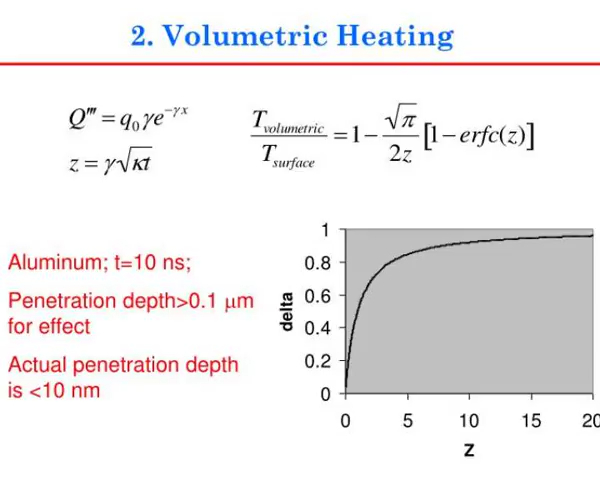 2. Volumetric Heating
Q''' = q₀γe^{−γx}
z = γ√κt
T_volumetric / T_surface = 1 − √π / 2z [1 − erfc(z)]
Aluminum; t=10 ns;
Penetration depth>0.1 μm
for effect
Actual penetration depth
is <10 nm
delta
1
0.8
0.6
0.4
0.2
0
0 5 10 15 20
Z